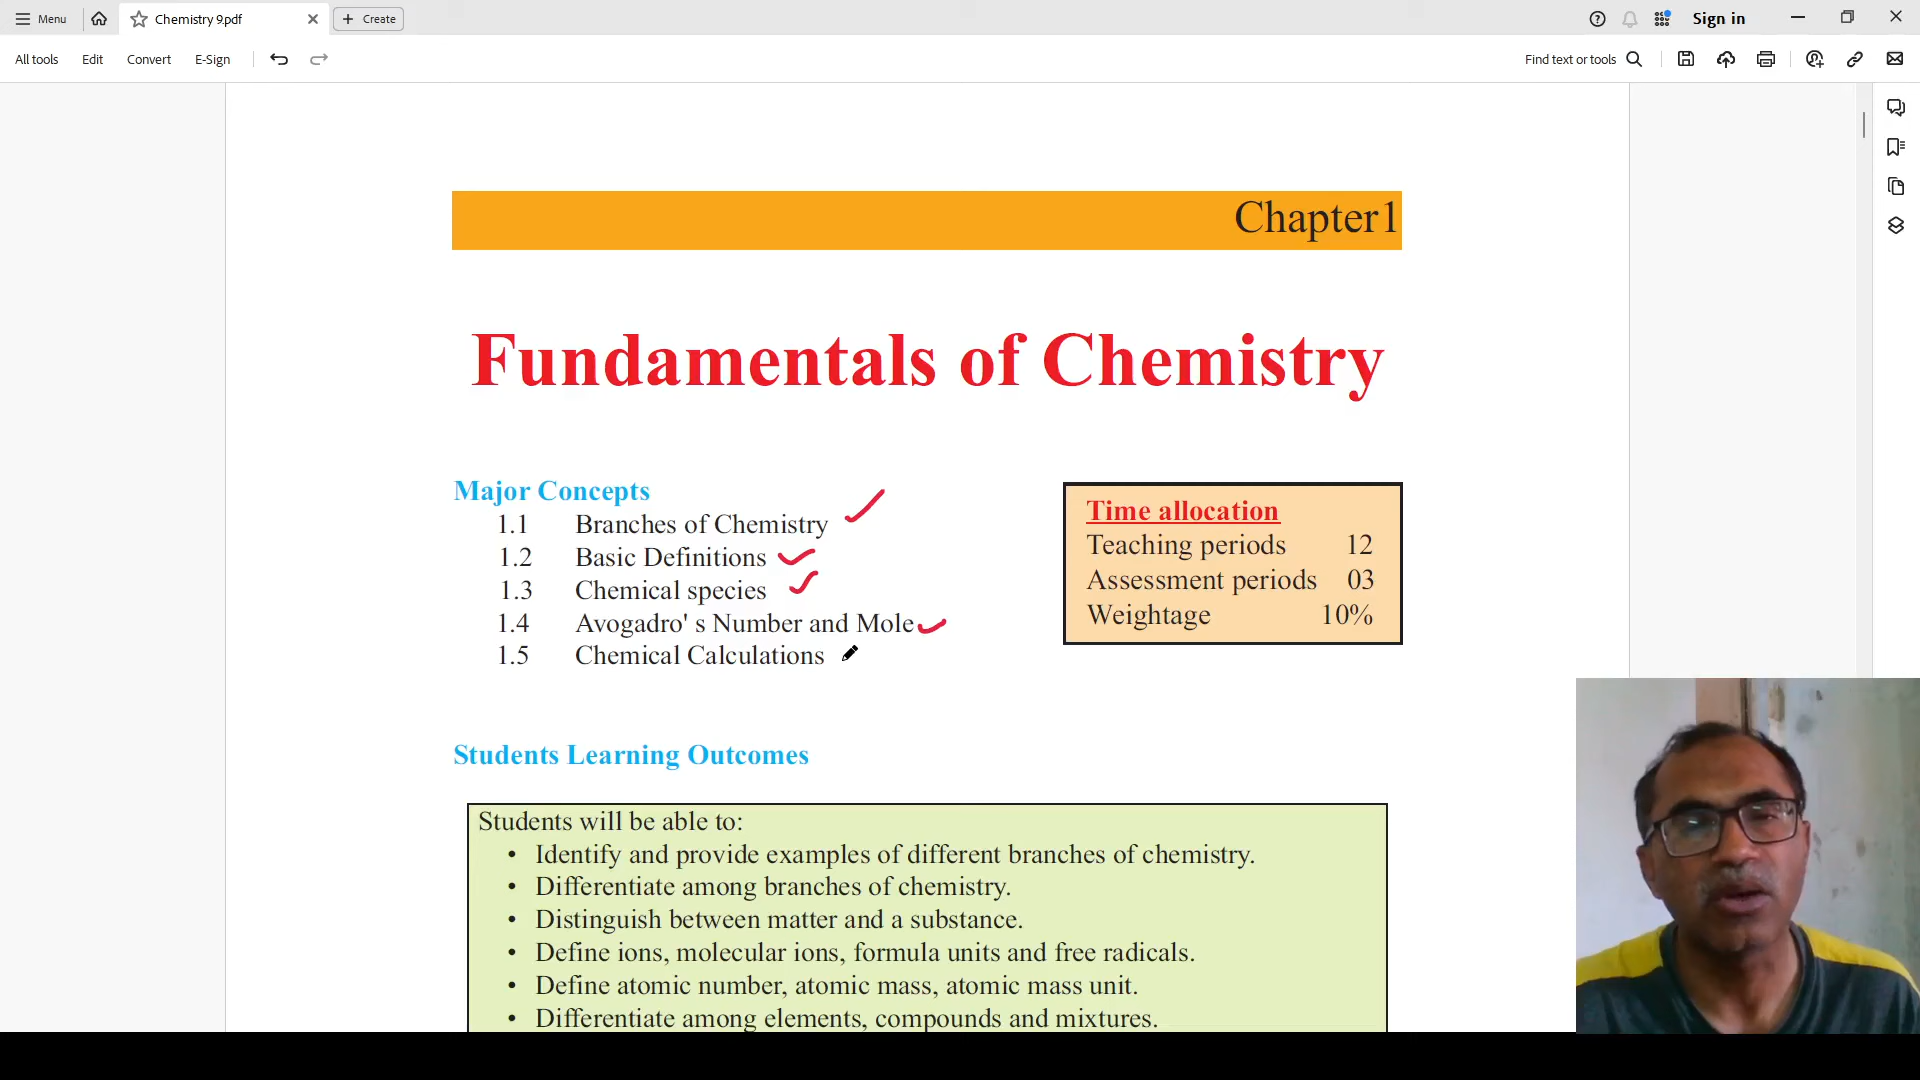 Menu Chemistry 9.pdf Create Sign in
All tools Edit Convert E-Sign Find text or tools
Chapter1
Fundamentals of Chemistry
Major Concepts
1.1 Branches of Chemistry
1.2 Basic Definitions
1.3 Chemical species
1.4 Avogadro' s Number and Mole
1.5 Chemical Calculations
Time allocation
Teaching periods 12
Assessment periods 03
Weightage 10%
Students Learning Outcomes
Students will be able to:
• Identify and provide examples of different branches of chemistry.
• Differentiate among branches of chemistry.
• Distinguish between matter and a substance.
• Define ions, molecular ions, formula units and free radicals.
• Define atomic number, atomic mass, atomic mass unit.
• Differentiate among elements, compounds and mixtures.